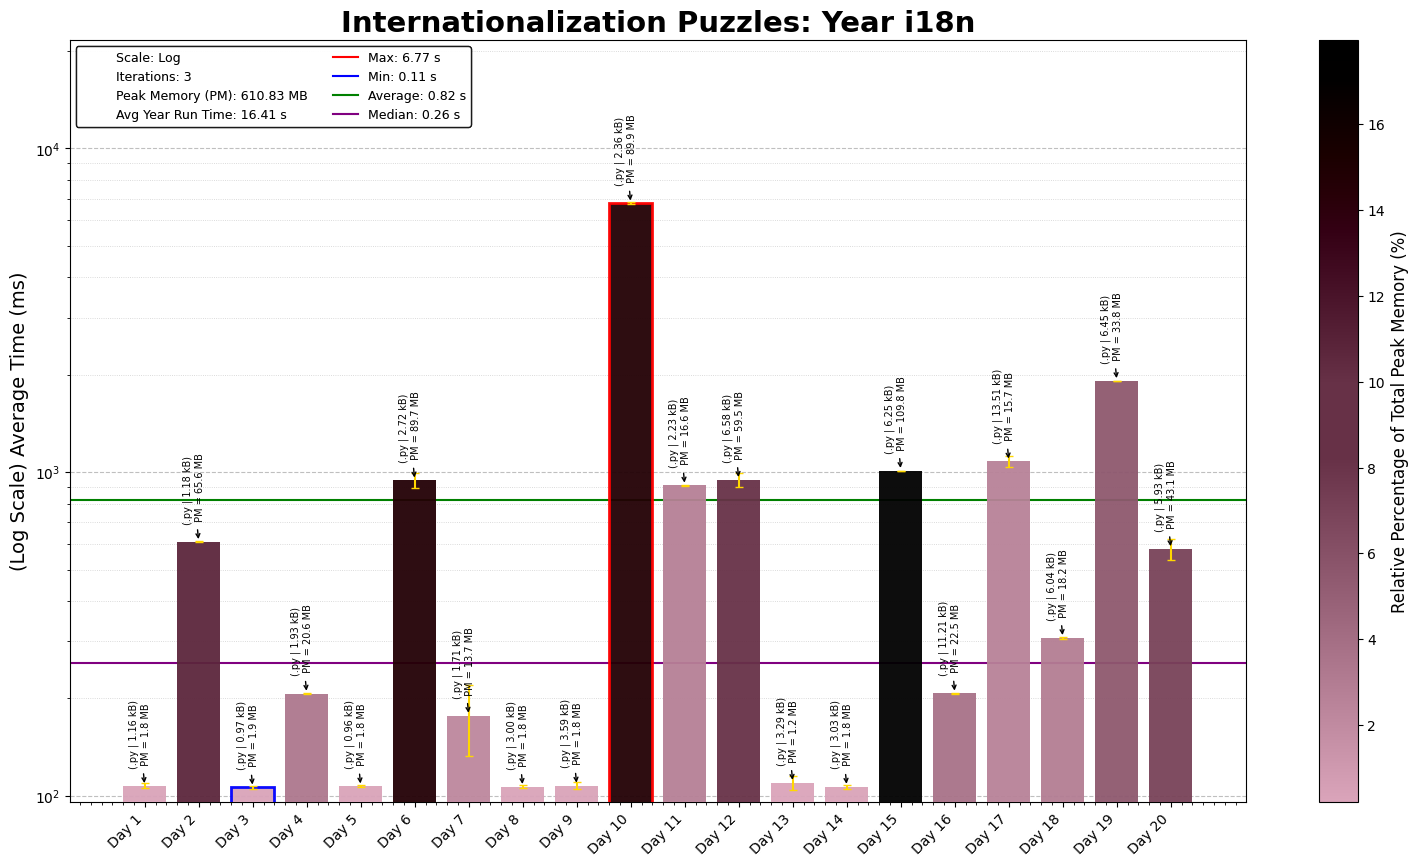 Internationalization Puzzles: Year i18n
Scale: Log
Iterations: 3
Peak Memory (PM): 610.83 MB
Avg Year Run Time: 16.41 s
Max: 6.77 s
Min: 0.11 s
Average: 0.82 s
Median: 0.26 s
(Log Scale) Average Time (ms)
10⁴
10³
10²
(.py | 1.16 kB)
PM = 1.8 MB
(.py | 1.18 kB)
PM = 65.6 MB
(.py | 0.97 kB)
PM = 1.9 MB
(.py | 1.93 kB)
PM = 20.6 MB
(.py | 0.96 kB)
PM = 1.8 MB
(.py | 2.72 kB)
PM = 89.7 MB
(.py | 1.71 kB)
PM = 13.7 MB
(.py | 3.00 kB)
PM = 1.8 MB
(.py | 3.59 kB)
PM = 1.8 MB
(.py | 2.36 kB)
PM = 89.9 MB
(.py | 2.23 kB)
PM = 16.6 MB
(.py | 6.58 kB)
PM = 59.5 MB
(.py | 3.29 kB)
PM = 1.2 MB
(.py | 3.03 kB)
PM = 1.8 MB
(.py | 6.25 kB)
PM = 109.8 MB
(.py | 11.21 kB)
PM = 22.5 MB
(.py | 13.51 kB)
PM = 15.7 MB
(.py | 6.04 kB)
PM = 18.2 MB
(.py | 6.45 kB)
PM = 33.8 MB
(.py | 5.93 kB)
PM = 43.1 MB
Day 1
Day 2
Day 3
Day 4
Day 5
Day 6
Day 7
Day 8
Day 9
Day 10
Day 11
Day 12
Day 13
Day 14
Day 15
Day 16
Day 17
Day 18
Day 19
Day 20
16
14
12
10
8
6
4
2
Relative Percentage of Total Peak Memory (%)